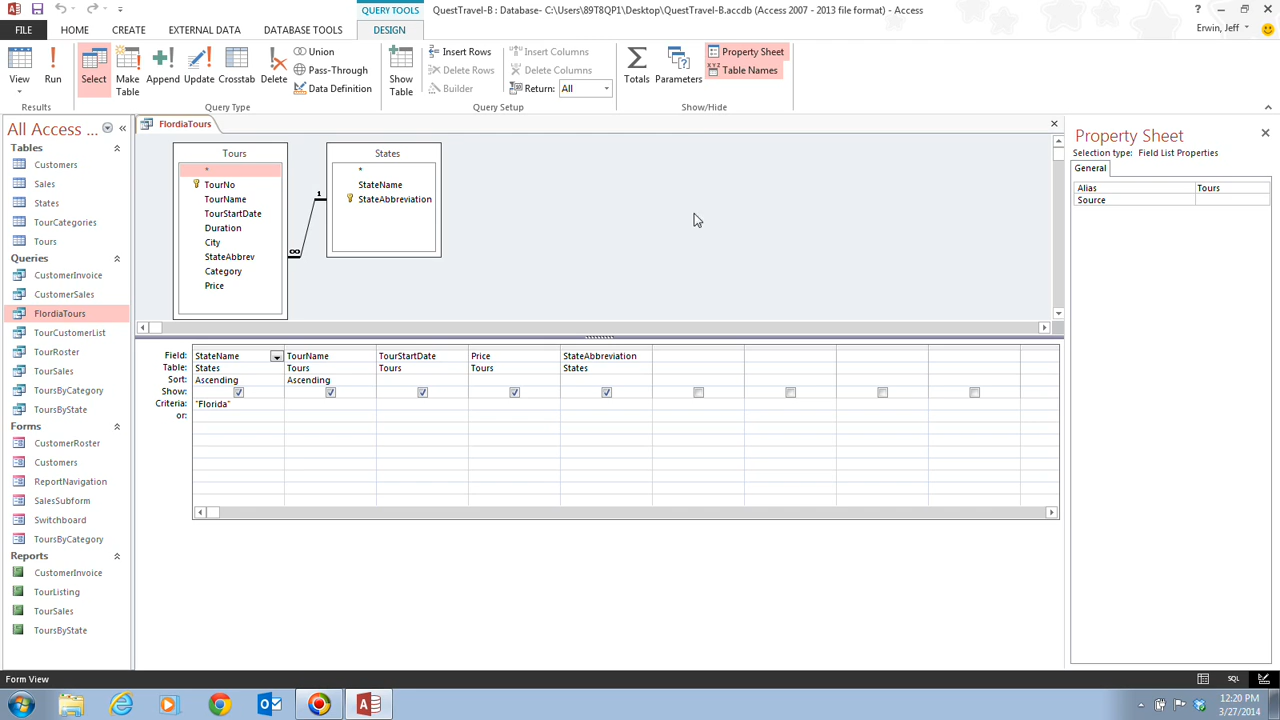 QUERY TOOLS
QuestTravel-B : Database- C:\Users\89T8QP1\Desktop\QuestTravel-B.accdb (Access 2007 - 2013 file format) - Access
?
FILE HOME CREATE EXTERNAL DATA DATABASE TOOLS DESIGN
Erwin, Jeff
View
Run
Select
Make Table
Append
Update
Crosstab
Delete
Union
Pass-Through
Data Definition
Show Table
Insert Rows
Delete Rows
Builder
Insert Columns
Delete Columns
Return: All
Totals
Parameters
Property Sheet
XYZ
Table Names
Results
Query Type
Query Setup
Show/Hide
All Access ...
Tables
Customers
Sales
States
TourCategories
Tours
Queries
CustomerInvoice
CustomerSales
FlordiaTours
TourCustomerList
TourRoster
TourSales
ToursByCategory
ToursByState
Forms
CustomerRoster
Customers
ReportNavigation
SalesSubform
Switchboard
ToursByCategory
Reports
CustomerInvoice
TourListing
TourSales
ToursByState
FlordiaTours
Tours
*
TourNo
TourName
TourStartDate
Duration
City
StateAbbrev
Category
Price
1
∞
States
*
StateName
StateAbbreviation
Field: StateName TourName TourStartDate Price StateAbbreviation
Table: States Tours Tours Tours States
Sort: Ascending Ascending
Show:
Criteria: "Florida"
or:
Property Sheet
Selection type: Field List Properties
General
Alias Tours
Source
Form View
SQL
12:20 PM
3/27/2014